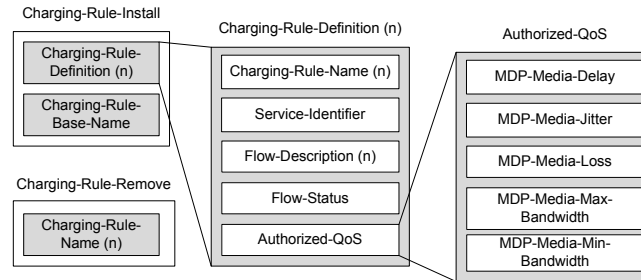 Charging-Rule-Install
Charging-Rule-
Definition (n)
Charging-Rule-
Base-Name
Charging-Rule-Remove
Charging-Rule-
Name (n)
Charging-Rule-Definition (n)
Charging-Rule-Name (n)
Service-Identifier
Flow-Description (n)
Flow-Status
Authorized-QoS
Authorized-QoS
MDP-Media-Delay
MDP-Media-Jitter
MDP-Media-Loss
MDP-Media-Max-
Bandwidth
MDP-Media-Min-
Bandwidth